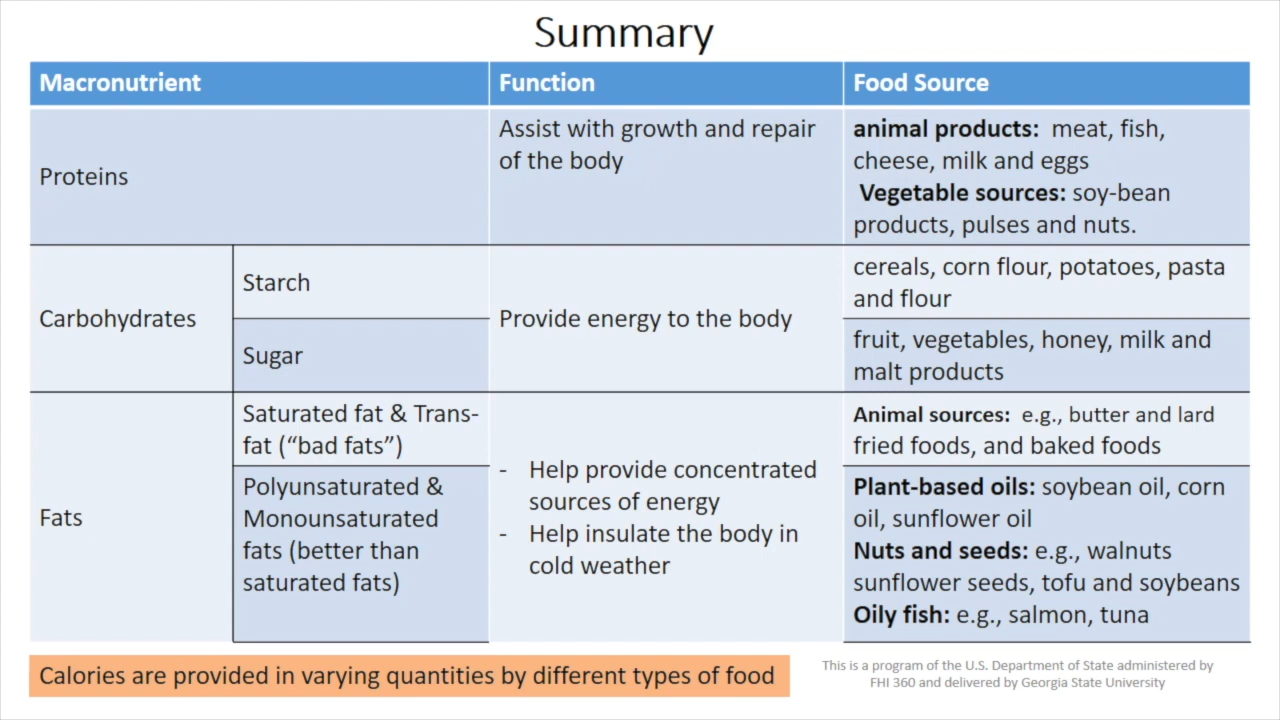 Summary
Macronutrient
Function
Food Source
Proteins
Assist with growth and repair
of the body
animal products: meat, fish,
cheese, milk and eggs
Vegetable sources: soy-bean
products, pulses and nuts.
Carbohydrates
Starch
Provide energy to the body
cereals, corn flour, potatoes, pasta
and flour
Sugar
fruit, vegetables, honey, milk and
malt products
Fats
Saturated fat & Trans-
fat (“bad fats”)
- Help provide concentrated
sources of energy
- Help insulate the body in
cold weather
Animal sources: e.g., butter and lard
fried foods, and baked foods
Polyunsaturated &
Monounsaturated
fats (better than
saturated fats)
Plant-based oils: soybean oil, corn
oil, sunflower oil
Nuts and seeds: e.g., walnuts
sunflower seeds, tofu and soybeans
Oily fish: e.g., salmon, tuna
Calories are provided in varying quantities by different types of food
This is a program of the U.S. Department of State administered by
FHI 360 and delivered by Georgia State University